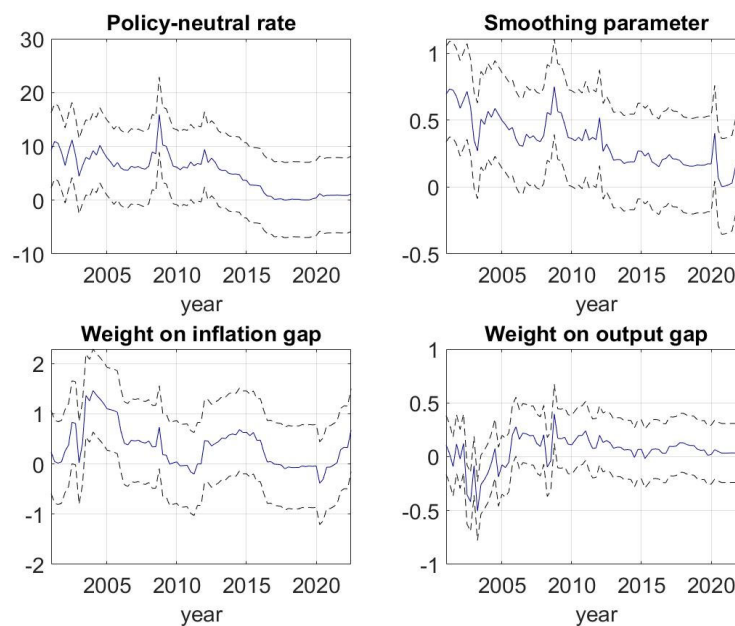 Policy-neutral rate
30
20
10
0
-10
2005 2010 2015 2020
year
Smoothing parameter
1
0.5
0
-0.5
2005 2010 2015 2020
year
Weight on inflation gap
2
1
0
-1
-2
2005 2010 2015 2020
year
Weight on output gap
1
0.5
0
-0.5
-1
2005 2010 2015 2020
year